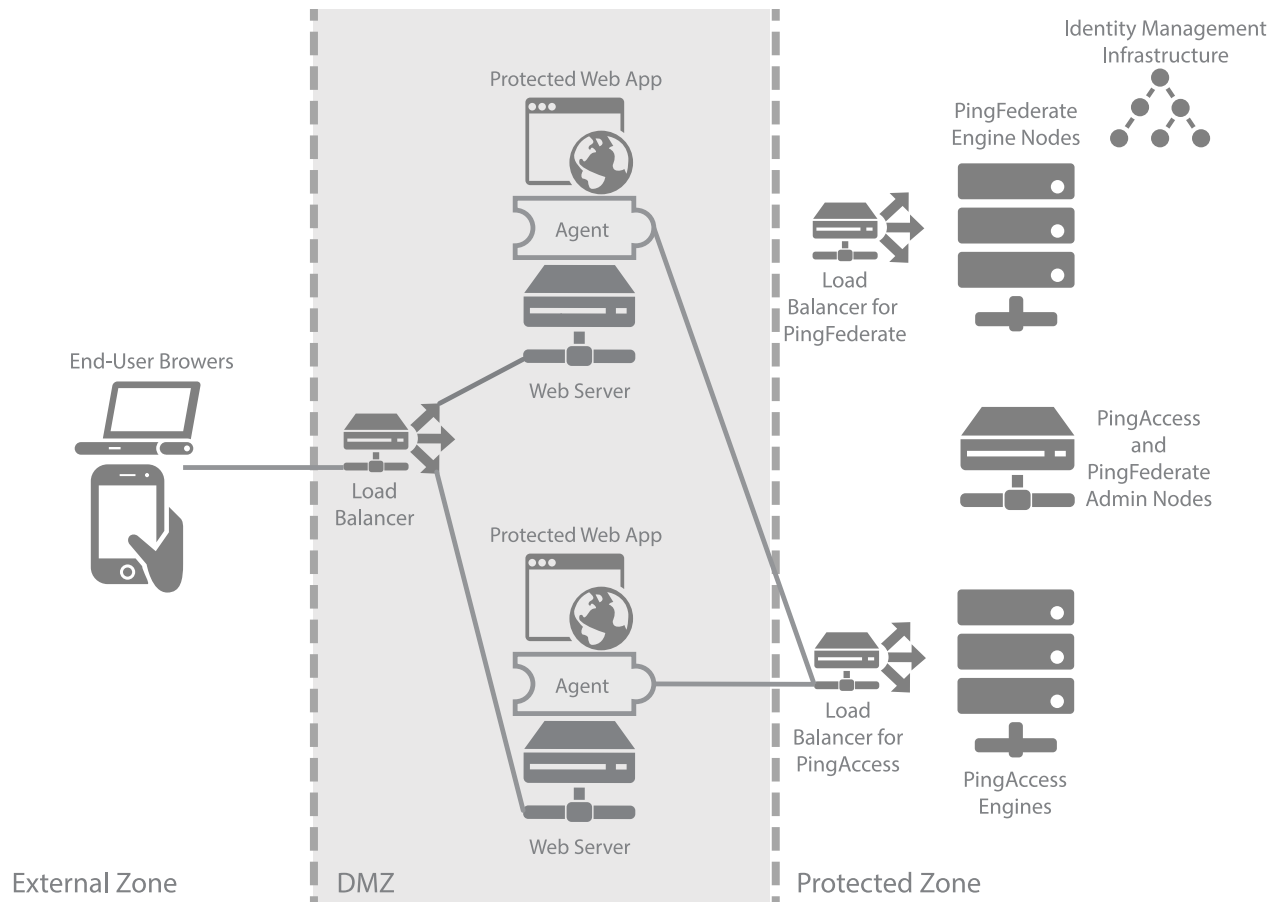 Identity Management
Infrastructure
Protected Web App
PingFederate
Engine Nodes
Agent
Load
Balancer for
PingFederate
Web Server
End-User Browers
Load
Balancer
PingAccess
and
PingFederate
Admin Nodes
Protected Web App
Agent
Load
Balancer for
PingAccess
PingAccess
Engines
Web Server
External Zone
DMZ
Protected Zone